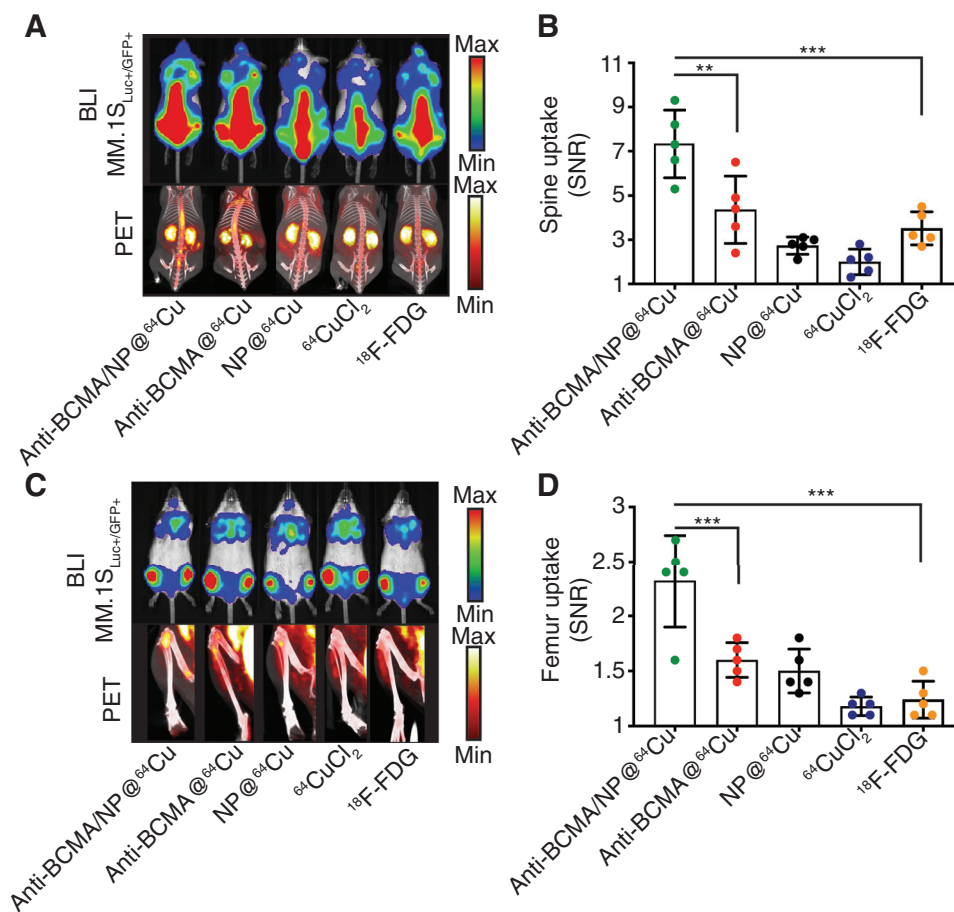 A
BLI
MM.1S Luc+/GFP+
Max
Min
PET
Max
Min
Anti-BCMA/NP@64Cu
Anti-BCMA@64Cu
NP@64Cu
64CuCl2
18F-FDG
B
Spine uptake
(SNR)
11
9
7
5
3
1
**
***
Anti-BCMA/NP@64Cu
Anti-BCMA@64Cu
NP@64Cu
64CuCl2
18F-FDG
C
BLI
MM.1S Luc+/GFP+
Max
Min
PET
Max
Min
Anti-BCMA/NP@64Cu
Anti-BCMA@64Cu
NP@64Cu
64CuCl2
18F-FDG
D
Femur uptake
(SNR)
3
2.5
2
1.5
1
***
***
Anti-BCMA/NP@64Cu
Anti-BCMA@64Cu
NP@64Cu
64CuCl2
18F-FDG